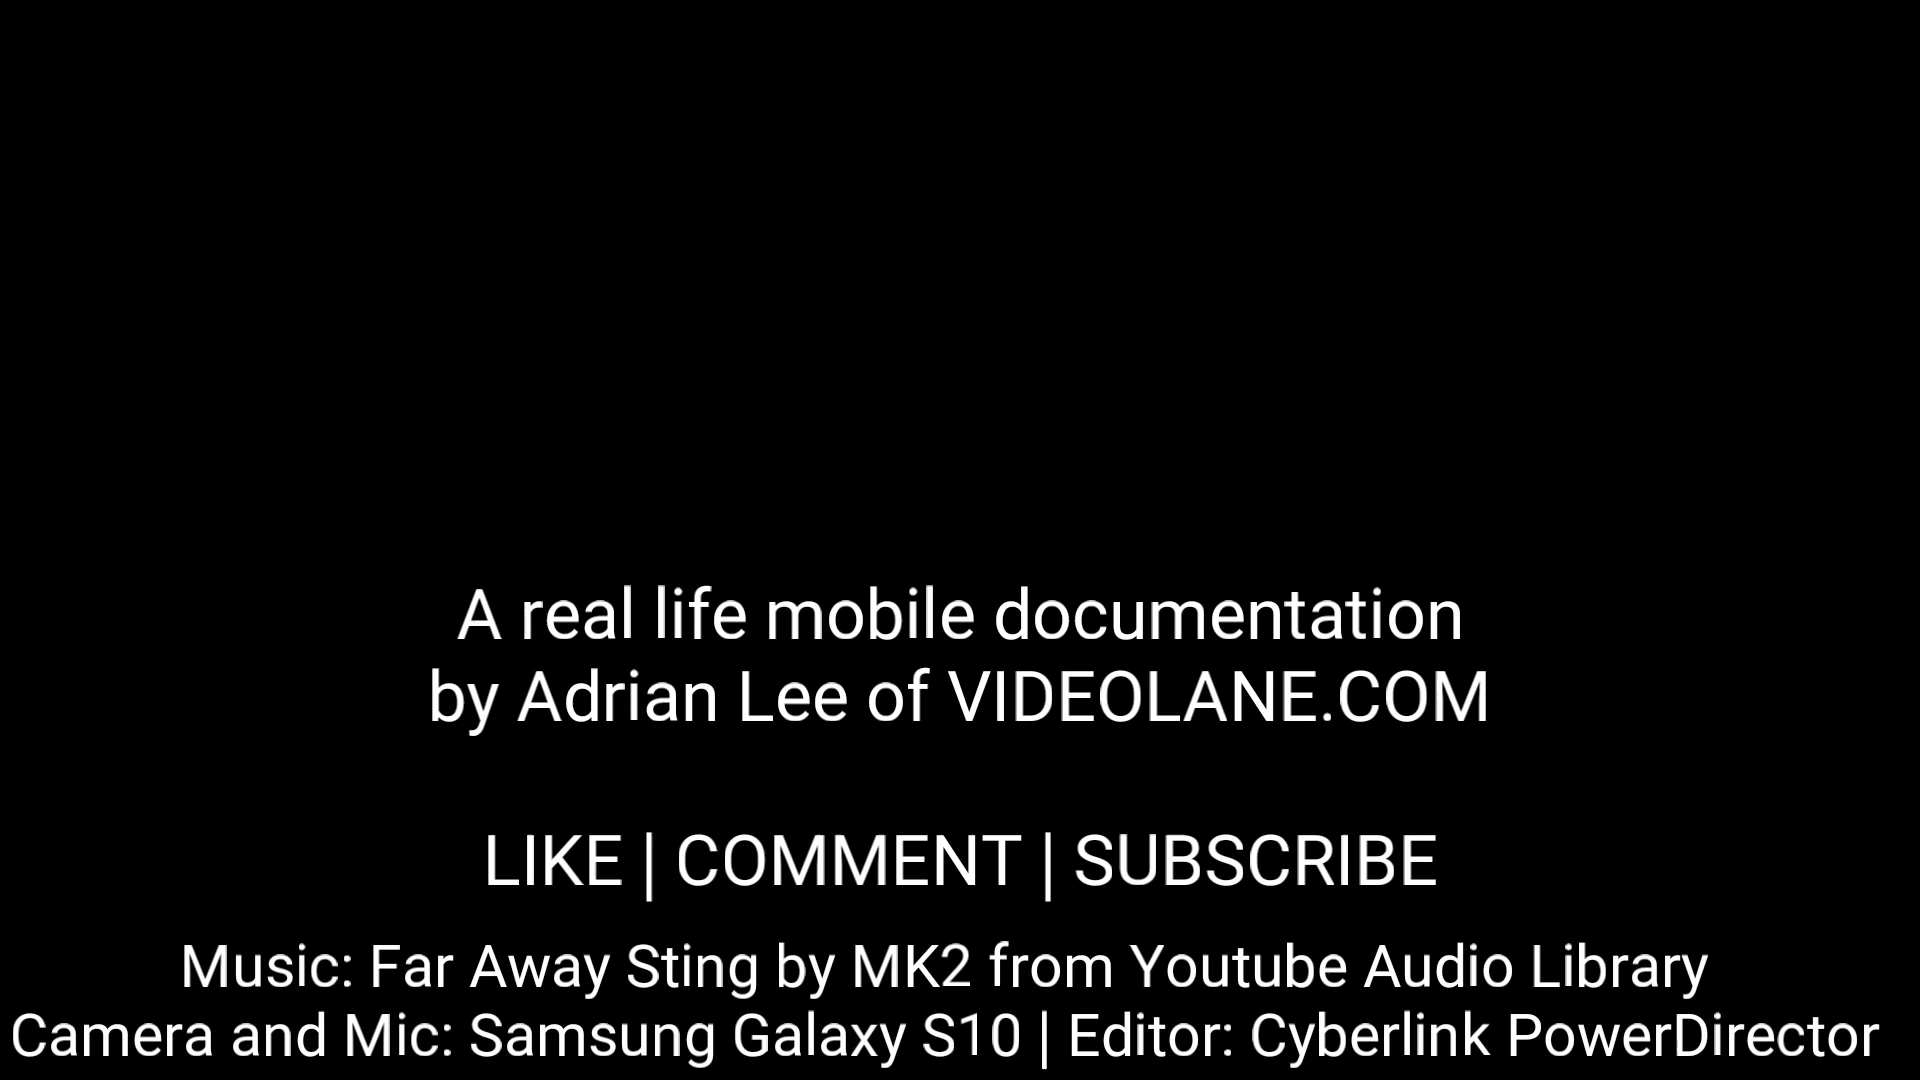 A real life mobile documentation
by Adrian Lee of VIDEOLANE.COM
LIKE | COMMENT | SUBSCRIBE
Music: Far Away Sting by MK2 from Youtube Audio Library
Camera and Mic: Samsung Galaxy S10 | Editor: Cyberlink PowerDirector